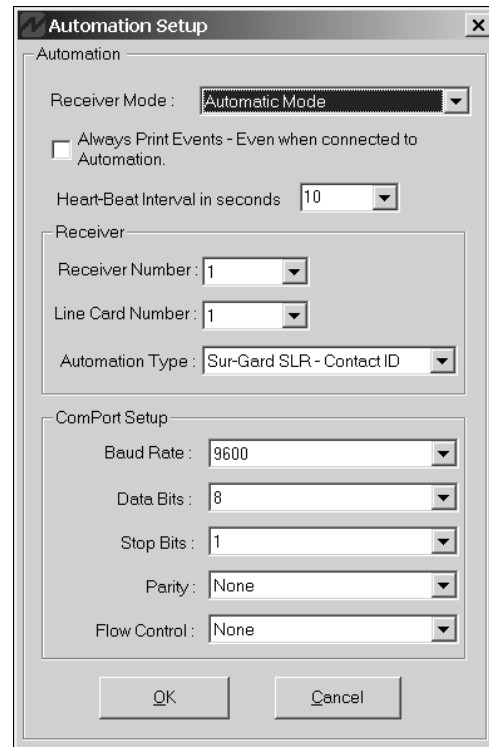 Automation Setup
Automation
Receiver Mode : Automatic Mode
Always Print Events - Even when connected to
Automation.
Heart-Beat Interval in seconds 10
Receiver
Receiver Number : 1
Line Card Number : 1
Automation Type : Sur-Gard SLR - Contact ID
ComPort Setup
Baud Rate : 9600
Data Bits : 8
Stop Bits : 1
Parity : None
Flow Control : None
OK Cancel